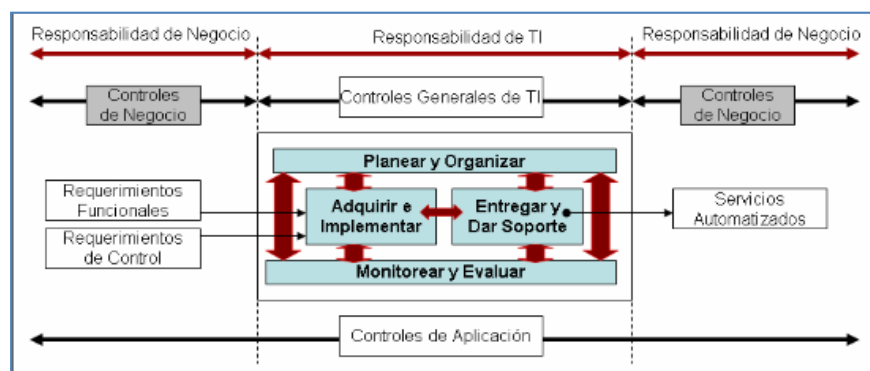 Responsabilidad de Negocio
Responsabilidad de TI
Responsabilidad de Negocio
Controles
de Negocio
Controles Generales de TI
Controles
de Negocio
Planear y Organizar
Requerimientos
Funcionales
Adquirir e
Implementar
Entregar y
Dar Soporte
Servicios
Automatizados
Requerimientos
de Control
Monitorear y Evaluar
Controles de Aplicación